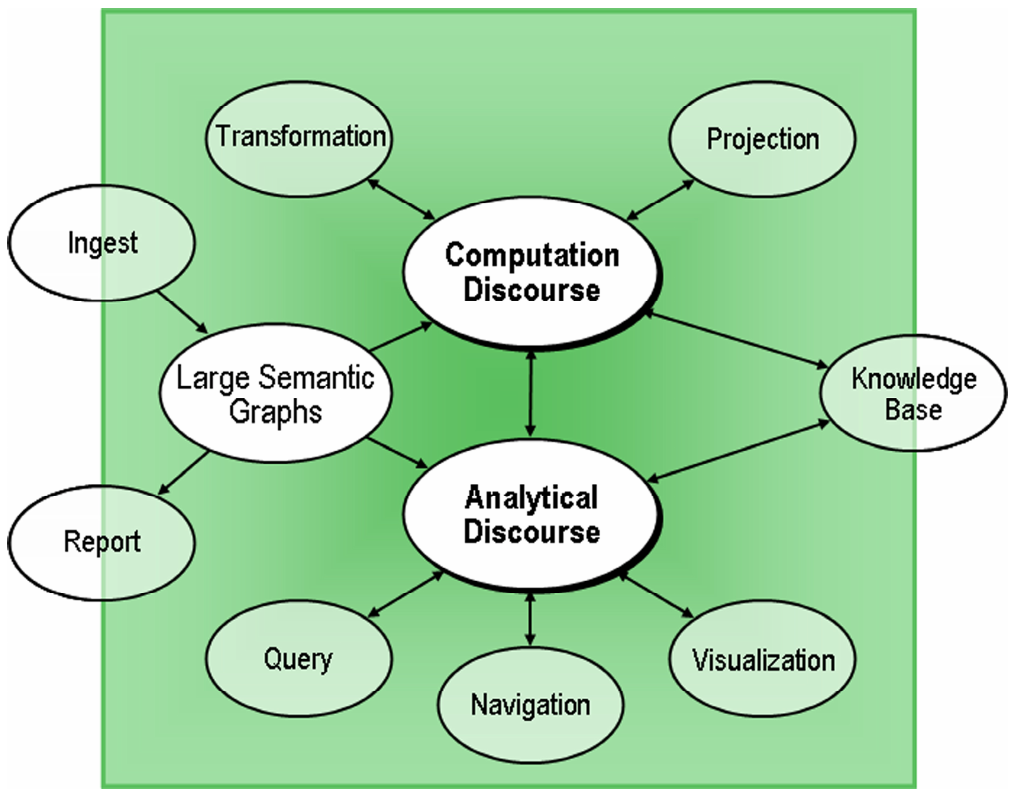 Transformation
Projection
Ingest
Computation
Discourse
Large Semantic
Graphs
Knowledge
Base
Analytical
Discourse
Report
Query
Navigation
Visualization